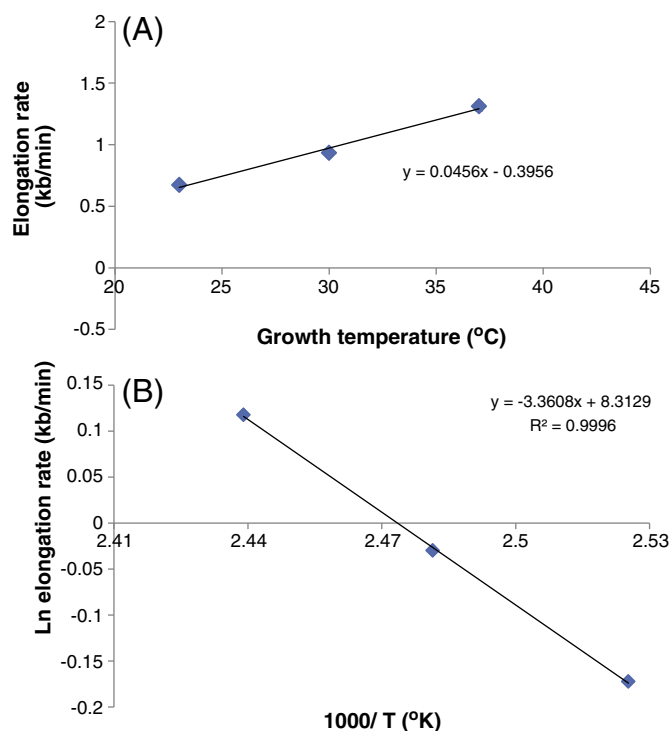 (A)
2
1.5
1
0.5
0
-0.5
Elongation rate
(kb/min)
y = 0.0456x - 0.3956
20 25 30 35 40 45
Growth temperature (°C)
(B)
0.15
0.1
0.05
0
-0.05
-0.1
-0.15
-0.2
Ln elongation rate (kb/min)
y = -3.3608x + 8.3129
R² = 0.9996
2.41 2.44 2.47 2.5 2.53
1000/ T (°K)